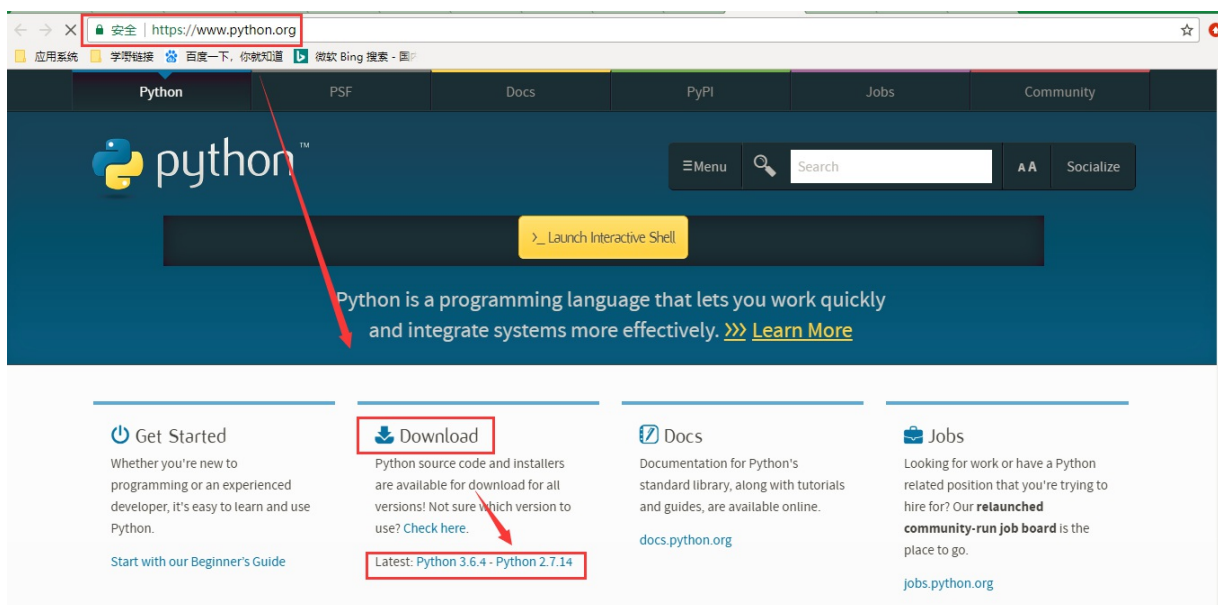 安全 | https://www.python.org
应用系统 学嘚链接 百度一下，你就知道 微软 Bing 搜索 - 国
Python PSF Docs PyPI Jobs Community
python™
☰Menu Search A A Socialize
>_ Launch Interactive Shell
Python is a programming language that lets you work quickly
and integrate systems more effectively. >>> Learn More
Get Started
Whether you're new to
programming or an experienced
developer, it's easy to learn and use
Python.
Start with our Beginner's Guide
Download
Python source code and installers
are available for download for all
versions! Not sure which version to
use? Check here.
Latest: Python 3.6.4 - Python 2.7.14
Docs
Documentation for Python's
standard library, along with tutorials
and guides, are available online.
docs.python.org
Jobs
Looking for work or have a Python
related position that you're trying to
hire for? Our relaunched
community-run job board is the
place to go.
jobs.python.org